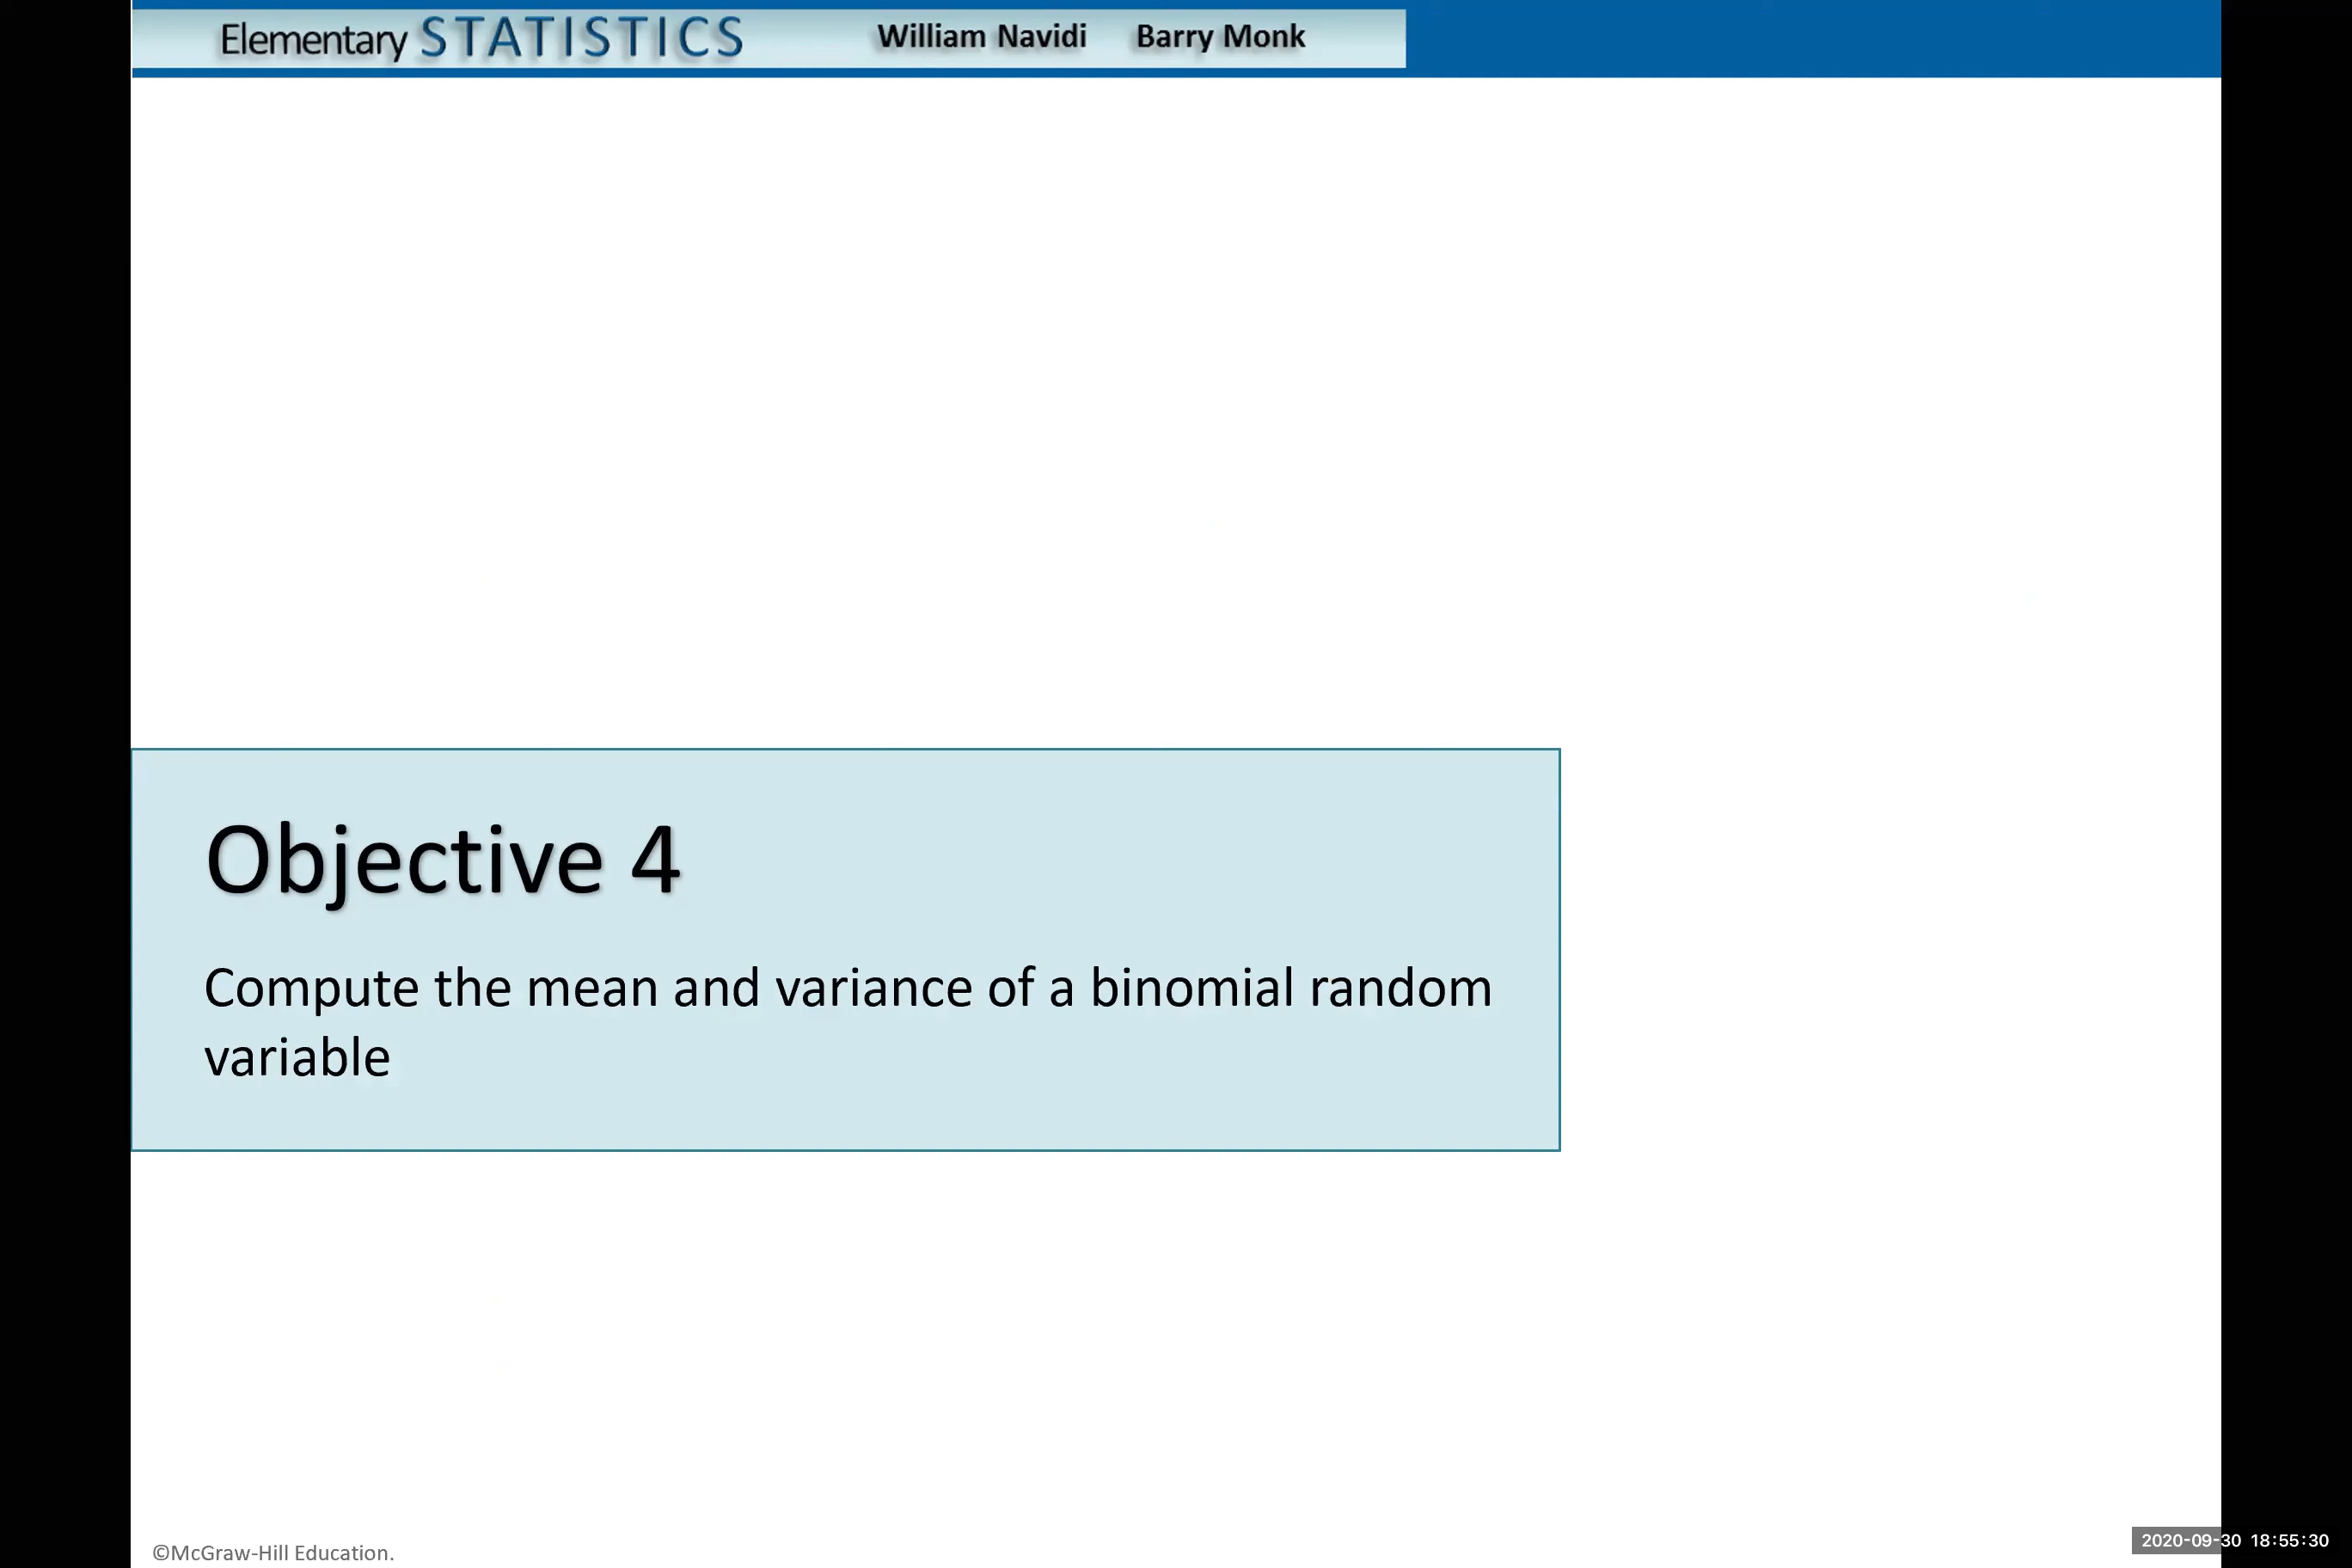 Elementary STATISTICS William Navidi Barry Monk
Objective 4
Compute the mean and variance of a binomial random
variable
©McGraw-Hill Education.
2020-09-30 18:55:30